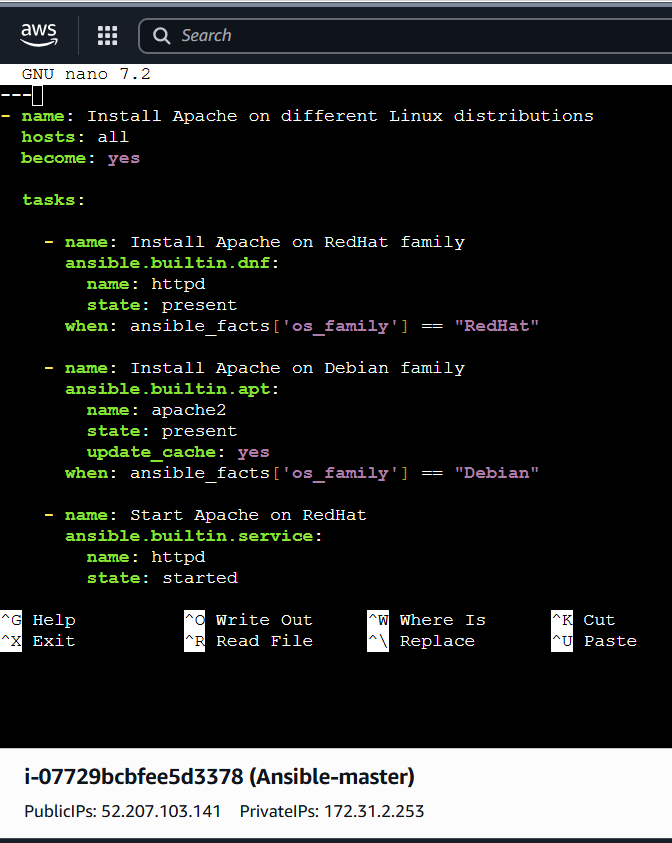 aws
Search
GNU nano 7.2
---
- name: Install Apache on different Linux distributions
  hosts: all
  become: yes

  tasks:

    - name: Install Apache on RedHat family
      ansible.builtin.dnf:
        name: httpd
        state: present
      when: ansible_facts['os_family'] == "RedHat"

    - name: Install Apache on Debian family
      ansible.builtin.apt:
        name: apache2
        state: present
        update_cache: yes
      when: ansible_facts['os_family'] == "Debian"

    - name: Start Apache on RedHat
      ansible.builtin.service:
        name: httpd
        state: started

^G Help ^O Write Out ^W Where Is ^K Cut
^X Exit ^R Read File ^\ Replace ^U Paste
i-07729bcbfee5d3378 (Ansible-master)
PublicIPs: 52.207.103.141 PrivateIPs: 172.31.2.253